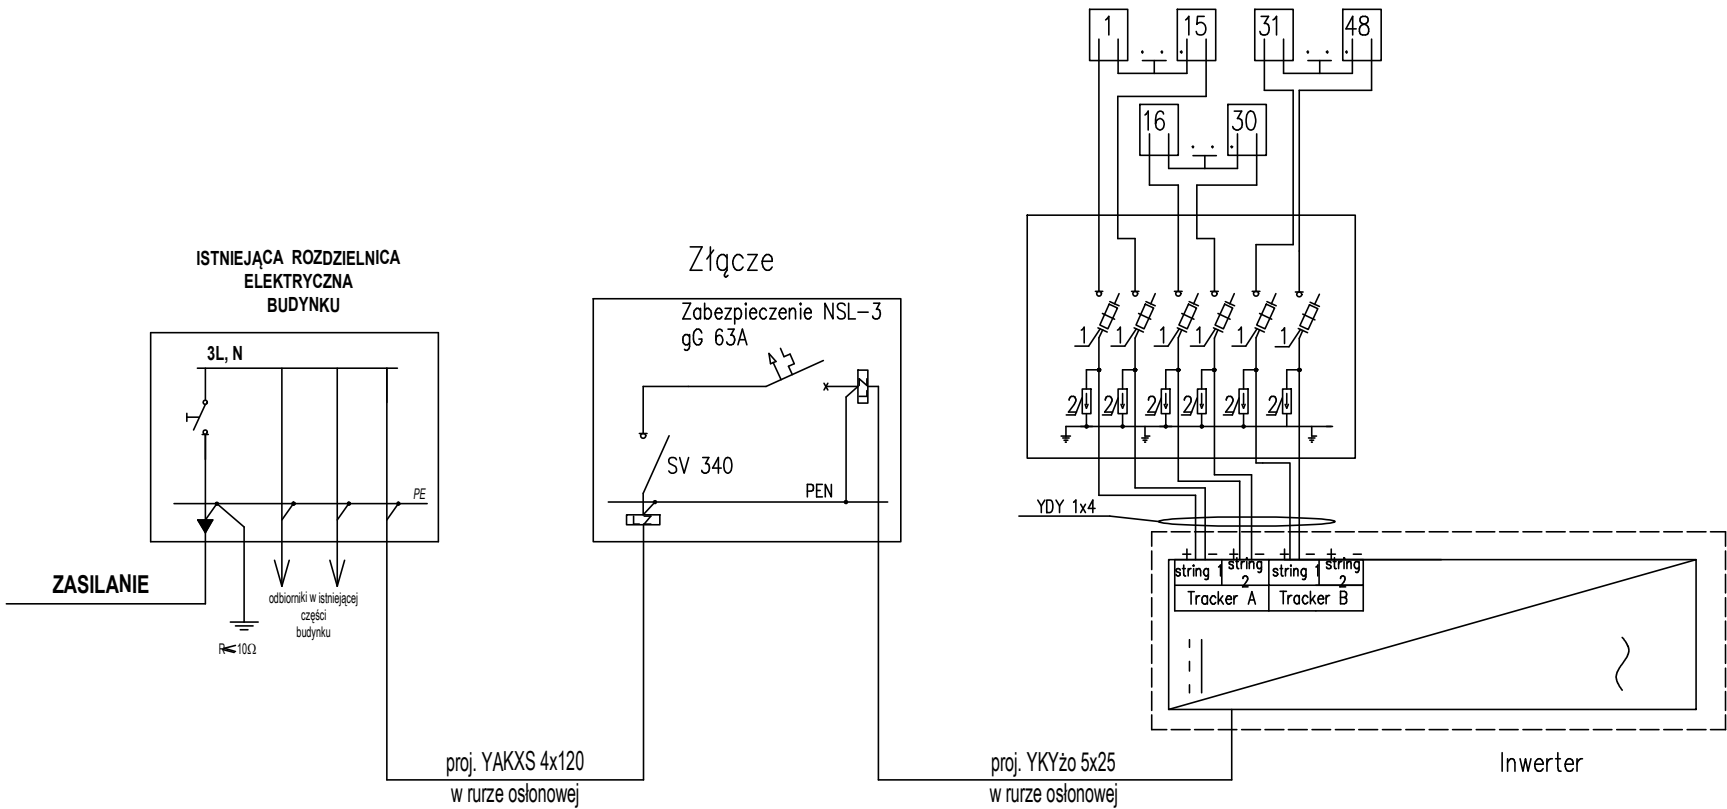 1 15 31 48
16 30
ISTNIEJĄCA ROZDZIELNICA
ELEKTRYCZNA
BUDYNKU
3L, N
PE
ZASILANIE
odbiorniki w istniejącej
części
budynku
R<10Ω
Złącze
Zabezpieczenie NSL-3
gG 63A
SV 340
PEN
1 1 1 1 1 1
2 2 2 2 2 2
YDY 1x4
+ - + - + - + -
string 1 string 2 string 1 string 2
Tracker A Tracker B
Inwerter
proj. YAKXS 4x120
w rurze osłonowej
proj. YKYżo 5x25
w rurze osłonowej